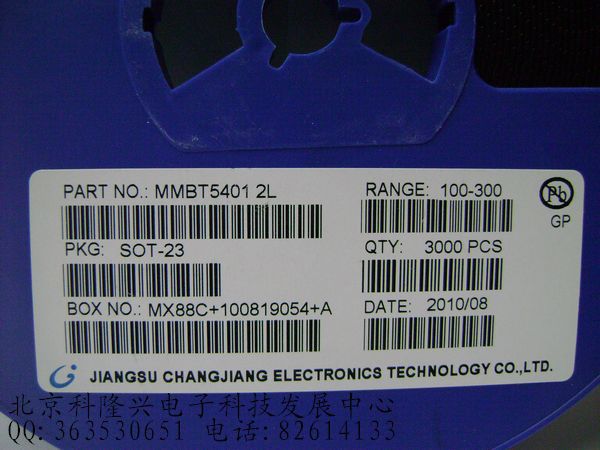 PART NO.: MMBT5401 2L
RANGE: 100-300
Pb
GP
PKG: SOT-23
QTY: 3000 PCS
BOX NO.: MX88C+100819054+A
DATE: 2010/08
JIANGSU CHANGJIANG ELECTRONICS TECHNOLOGY CO.,LTD.
北京科隆兴电子科技发展中心
QQ: 363530651 电话: 82614133